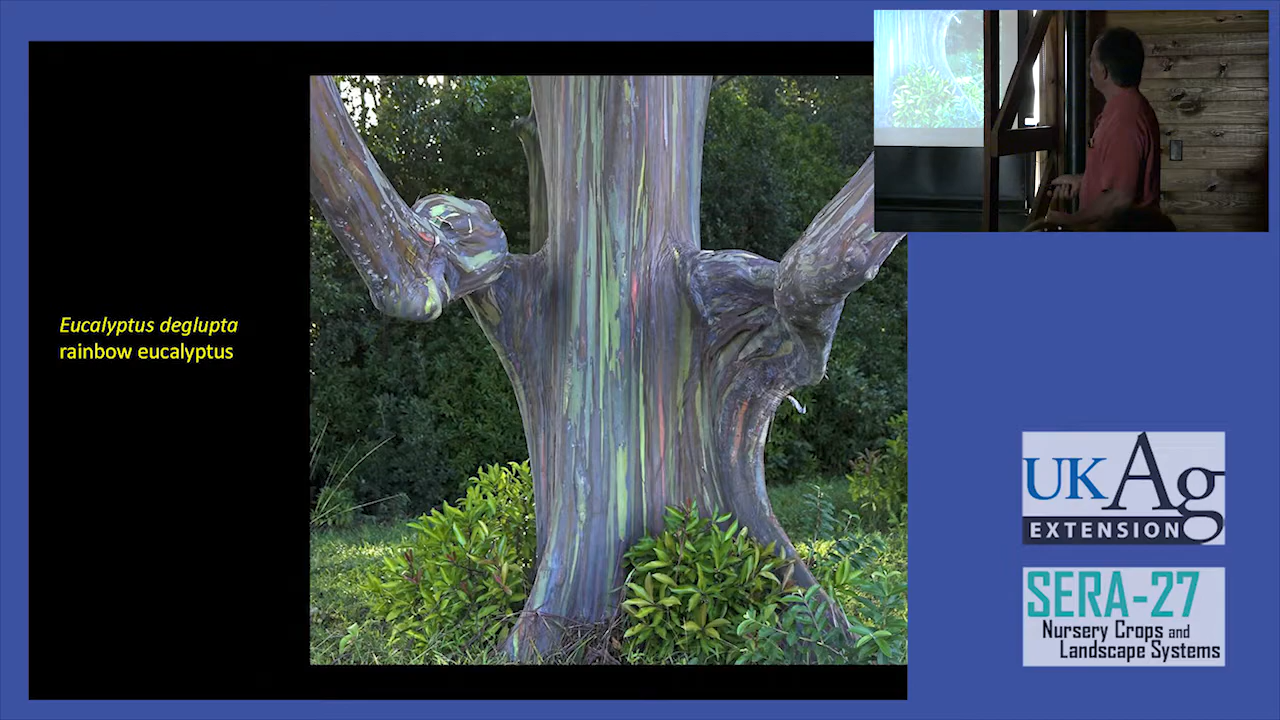 Eucalyptus deglupta
rainbow eucalyptus
UKAg
EXTENSION
SERA-27
Nursery Crops and
Landscape Systems